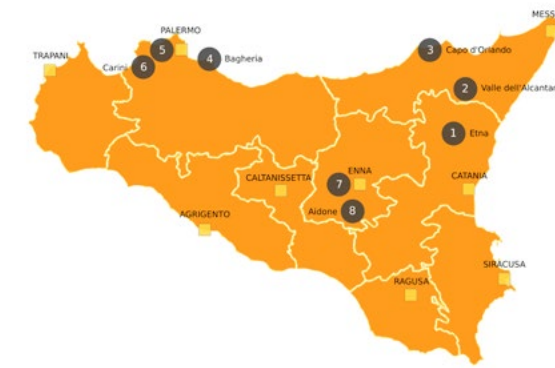 MESS
PALERMO
3 Capo d'Orlando
5
TRAPANI
4 Bagheria
Carini 6
2 Valle dell'Alcantar
1 Etna
ENNA
CALTANISSETTA
7
CATANIA
Aidone 8
AGRIGENTO
SIRACUSA
RAGUSA